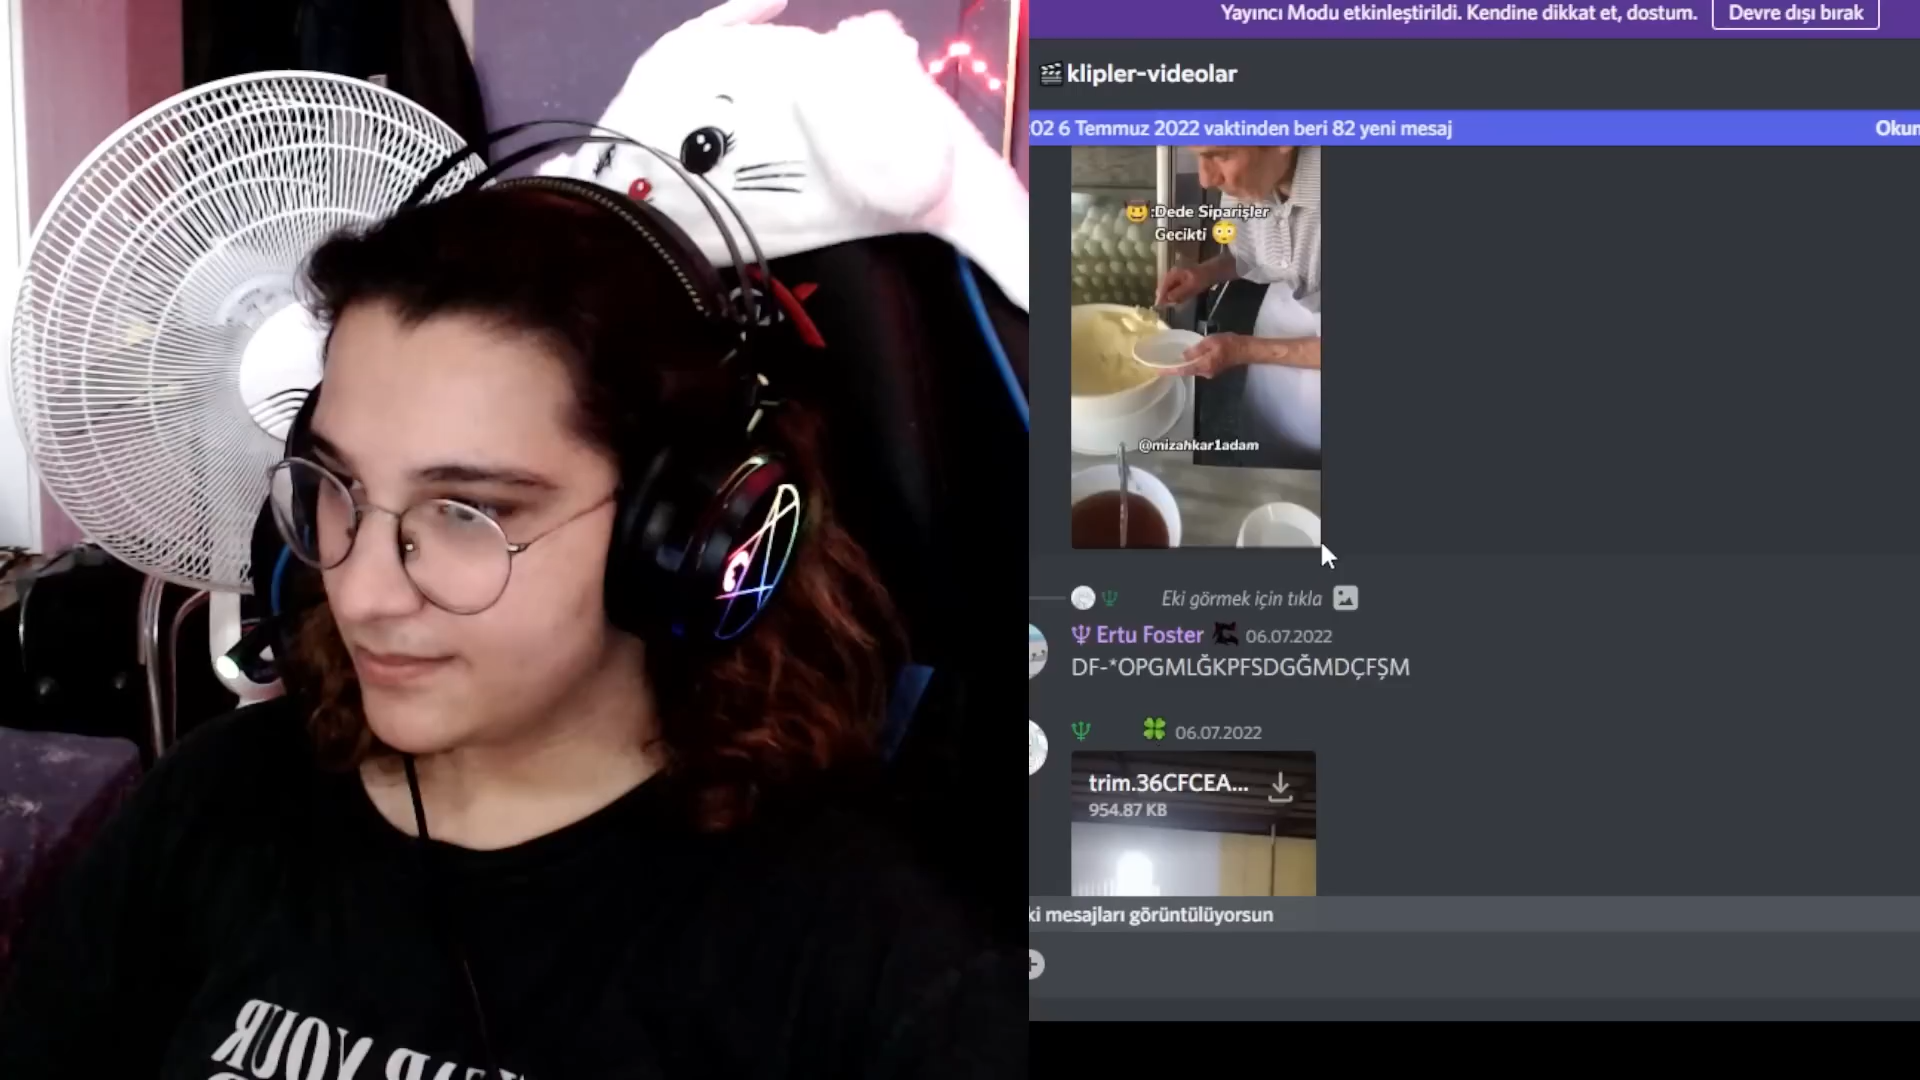 Yayıncı Modu etkinleştirildi. Kendine dikkat et, dostum. Devre dışı bırak
klipler-videolar
:02 6 Temmuz 2022 vaktinden beri 82 yeni mesaj
Okun
:Dede Siparişler
Gecikti
@mizahkar1adam
Eki görmek için tıkla
Ertu Foster 06.07.2022
DF-*OPGMLĞKPFSDGĞMDÇFŞM
06.07.2022
trim.36CFCEA...
954.87 KB
ki mesajları görüntülüyorsun
YOUR